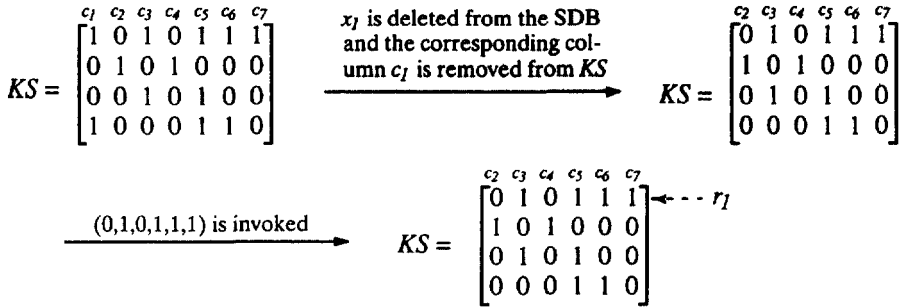 c1 c2 c3 c4 c5 c6 c7
1 0 1 0 1 1 1
0 1 0 1 0 0 0
KS =
0 0 1 0 1 0 0
1 0 0 0 1 1 0
x1 is deleted from the SDB
and the corresponding col-
umn c1 is removed from KS
c2 c3 c4 c5 c6 c7
0 1 0 1 1 1
1 0 1 0 0 0
KS =
0 1 0 1 0 0
0 0 0 1 1 0
(0,1,0,1,1,1) is invoked
c2 c3 c4 c5 c6 c7
0 1 0 1 1 1 r1
1 0 1 0 0 0
KS =
0 1 0 1 0 0
0 0 0 1 1 0